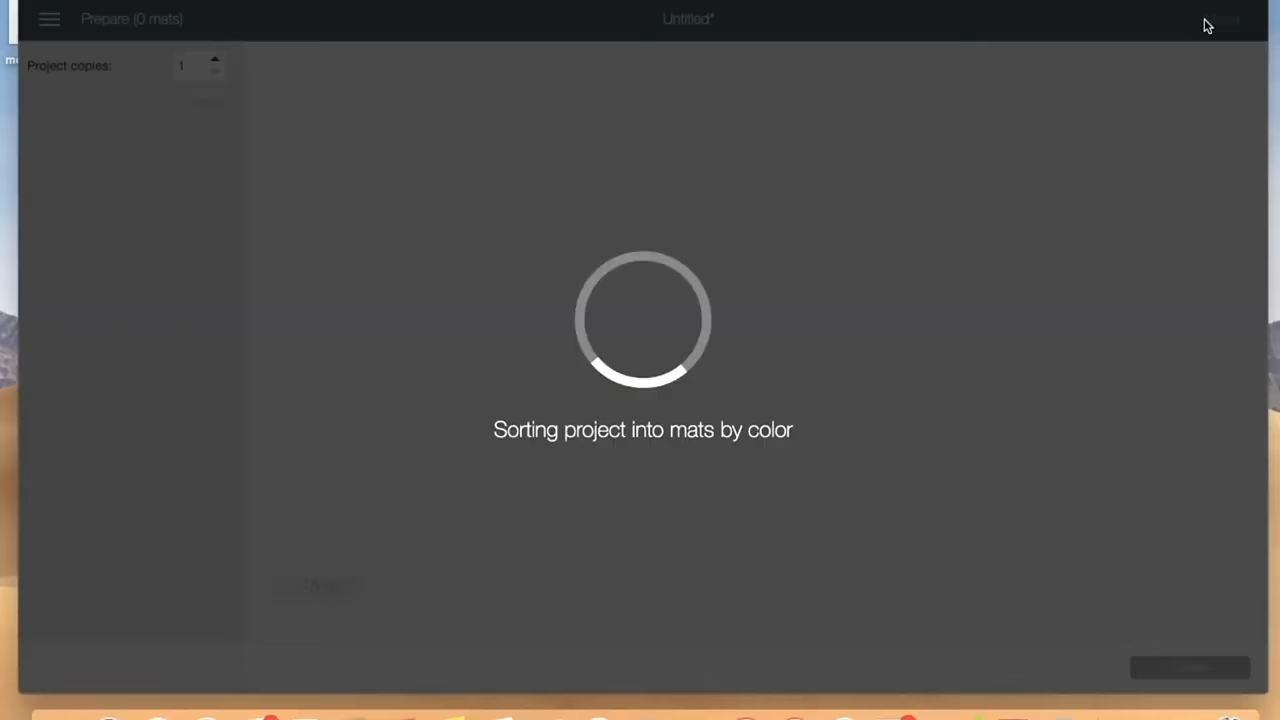 Prepare (0 mats)
Untitled*
Project copies:
1
Sorting project into mats by color